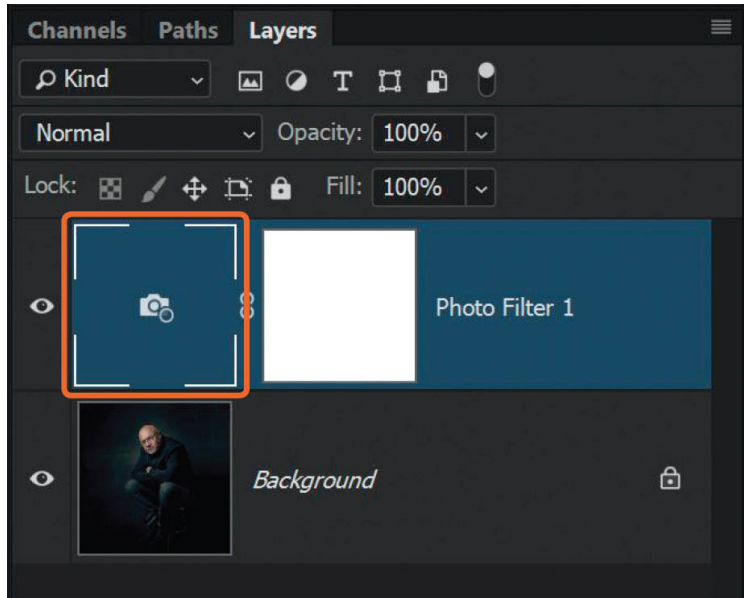 Channels Paths Layers
Kind
Normal Opacity: 100%
Lock: Fill: 100%
Photo Filter 1
Background